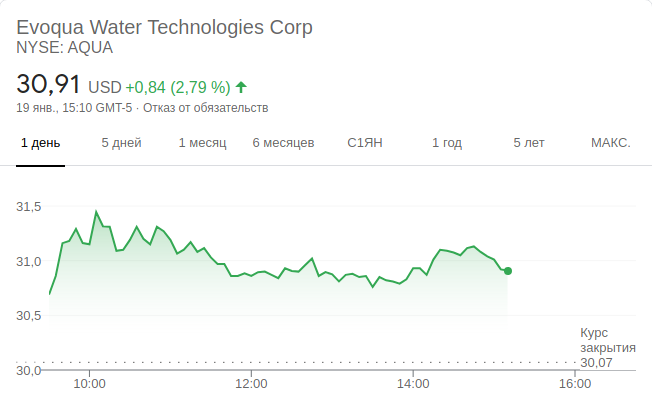 Evoqua Water Technologies Corp
NYSE: AQUA
30,91 USD +0,84 (2,79 %)
19 янв., 15:10 GMT-5 · Отказ от обязательств
1 день 5 дней 1 месяц 6 месяцев С1ЯН 1 год 5 лет МАКС.
31,5
31,0
30,5
Курс
закрытия
30,07
30,0
10:00 12:00 14:00 16:00